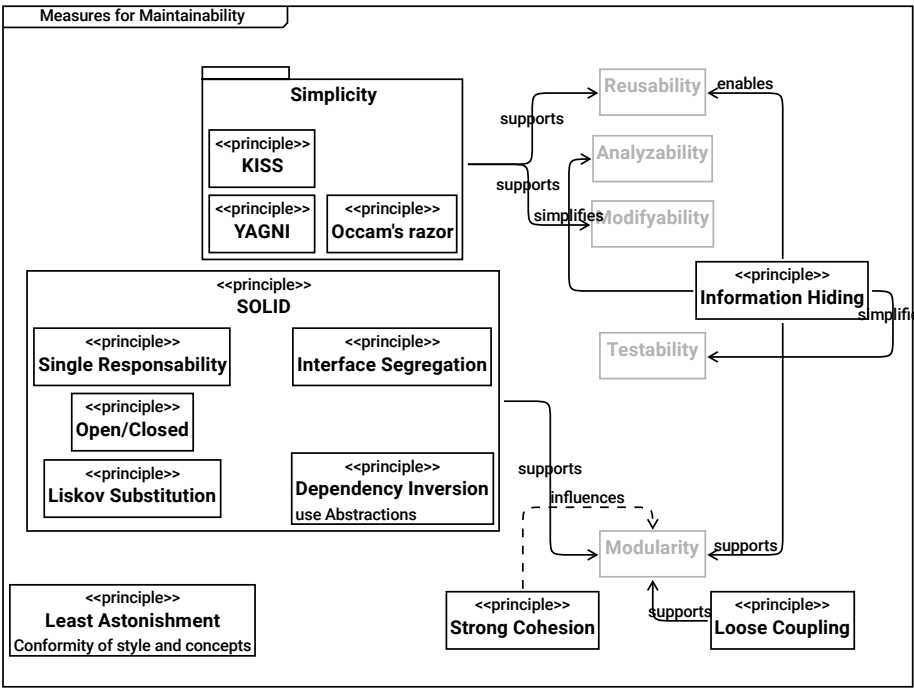 Measures for Maintainability
Simplicity
<<principle>>
KISS
<<principle>>
YAGNI
<<principle>>
Occam's razor
supports
supports
simplifies
Reusability
enables
Analyzability
Modifyability
<<principle>>
Information Hiding
simplifi
Testability
<<principle>>
SOLID
<<principle>>
Single Responsability
<<principle>>
Interface Segregation
<<principle>>
Open/Closed
<<principle>>
Liskov Substitution
<<principle>>
Dependency Inversion
use Abstractions
supports
influences
Modularity
supports
<<principle>>
Least Astonishment
Conformity of style and concepts
<<principle>>
Strong Cohesion
supports
<<principle>>
Loose Coupling